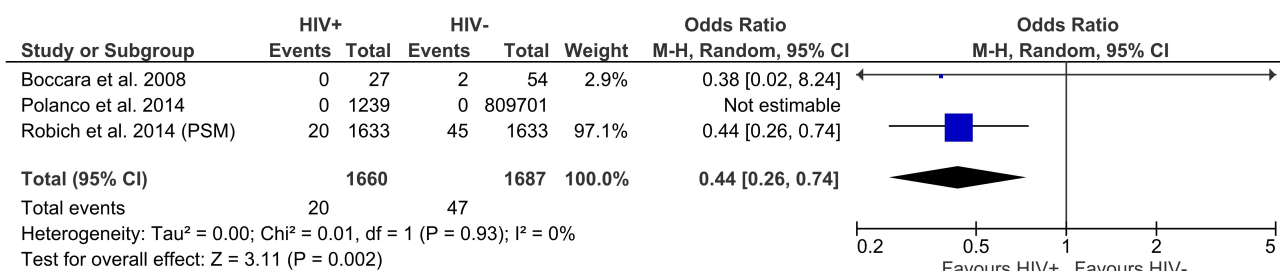 HIV+ HIV- Odds Ratio Odds Ratio
Study or Subgroup Events Total Events Total Weight M-H, Random, 95% CI M-H, Random, 95% CI
Boccara et al. 2008 0 27 2 54 2.9% 0.38 [0.02, 8.24]
Polanco et al. 2014 0 1239 0 809701 Not estimable
Robich et al. 2014 (PSM) 20 1633 45 1633 97.1% 0.44 [0.26, 0.74]
Total (95% CI) 1660 1687 100.0% 0.44 [0.26, 0.74]
Total events 20 47
Heterogeneity: Tau² = 0.00; Chi² = 0.01, df = 1 (P = 0.93); I² = 0%
Test for overall effect: Z = 3.11 (P = 0.002)
0.2 0.5 1 2 5
Favours HIV+ Favours HIV-